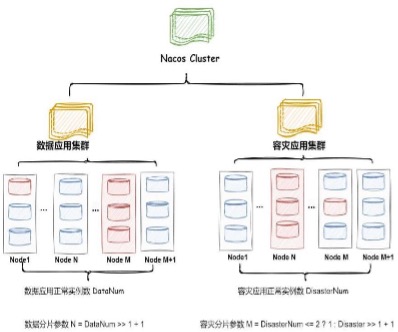 Nacos Cluster
数据应用集群
容灾应用集群
Node1 ... Node N ... Node M Node M+1
Node1 ... Node N Node M Node M+1
数据应用正常实例数 DataNum
容灾应用正常实例数 DisasterNum
数据分片参数 N = DataNum >> 1 + 1
容灾分片参数 M = DisasterNum <= 2 ? 1 : Disaster >> 1 + 1